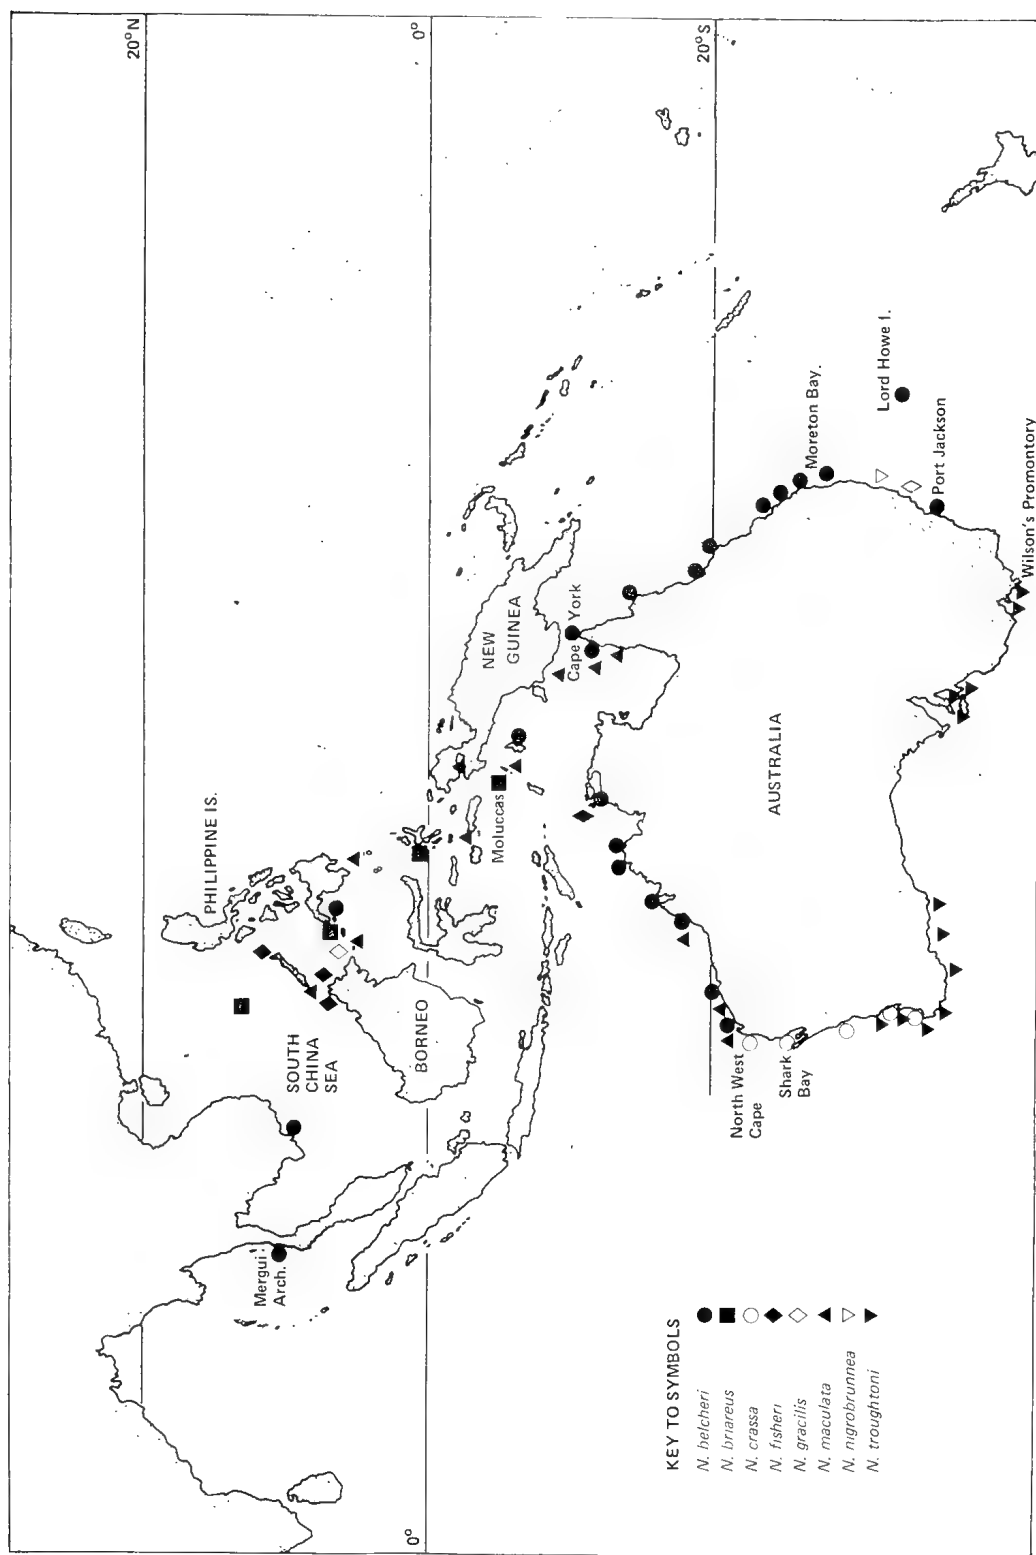 20°N
0°
20°S
PHILIPPINE IS.
SOUTH
CHINA
SEA
Mergui
Arch.
BORNEO
Moluccas
NEW
GUINEA
Cape York
AUSTRALIA
North West
Cape
Shark
Bay
Moreton Bay.
Lord Howe I.
Port Jackson
Wilson's Promontory
0°
KEY TO SYMBOLS
N. belcheri
N. briareus
N. crassa
N. fisheri
N. gracilis
N. maculata
N. nigrobrunnea
N. troughtoni